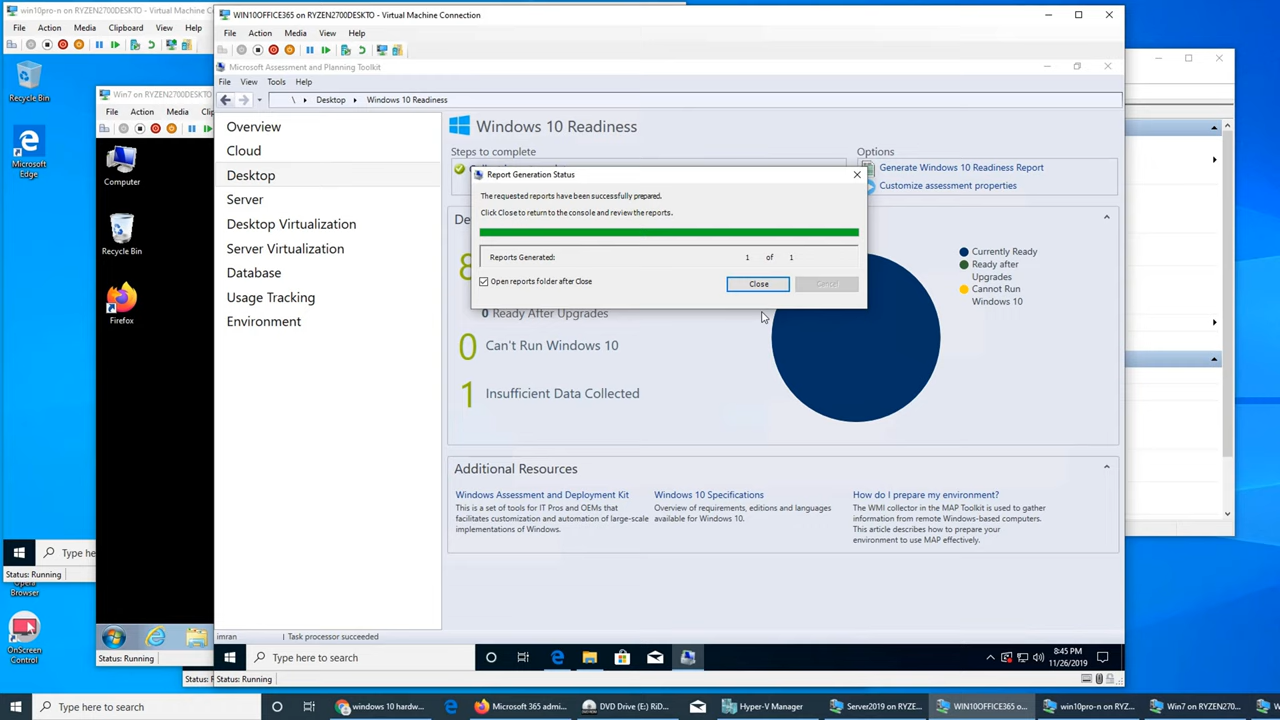 win10pro-n on RYZEN2700DESKTO - Virtual Machine Connection
File Action Media Clipboard View Help
Recycle Bin
Microsoft
Edge
Win7 on RYZEN2700DESKTO
File Action Media
Computer
Recycle Bin
Firefox
Type here
Status: Running
Browser
OnScreen
Control
Status: Running
WIN10OFFICE365 on RYZEN2700DESKTO - Virtual Machine Connection
File Action Media View Help
Microsoft Assessment and Planning Toolkit
File View Tools Help
\ Desktop Windows 10 Readiness
Overview
Cloud
Desktop
Server
Desktop Virtualization
Server Virtualization
Database
Usage Tracking
Environment
Windows 10 Readiness
Steps to complete
Options
Generate Windows 10 Readiness Report
Customize assessment properties
Report Generation Status
The requested reports have been successfully prepared.
Click Close to return to the console and review the reports.
Reports Generated: 1 of 1
Open reports folder after Close
Close Cancel
8
0 Ready After Upgrades
0 Can't Run Windows 10
1 Insufficient Data Collected
Currently Ready
Ready after
Upgrades
Cannot Run
Windows 10
Additional Resources
Windows Assessment and Deployment Kit
This is a set of tools for IT Pros and OEMs that
facilitates customization and automation of large-scale
implementations of Windows.
Windows 10 Specifications
Overview of requirements, editions and languages
available for Windows 10.
How do I prepare my environment?
The WMI collector in the MAP Toolkit is used to gather
information from remote Windows-based computers.
This article describes how to prepare your
environment to use MAP effectively.
imran Task processor succeeded
Type here to search
8:45 PM
11/26/2019
Status: Running
Type here to search
windows 10 hardw...
Microsoft 365 admi...
DVD Drive (E:) RiD...
Hyper-V Manager
Server2019 on RYZE...
WIN10OFFICE365 o...
win10pro-n on RYZ...
Win7 on RYZEN270...